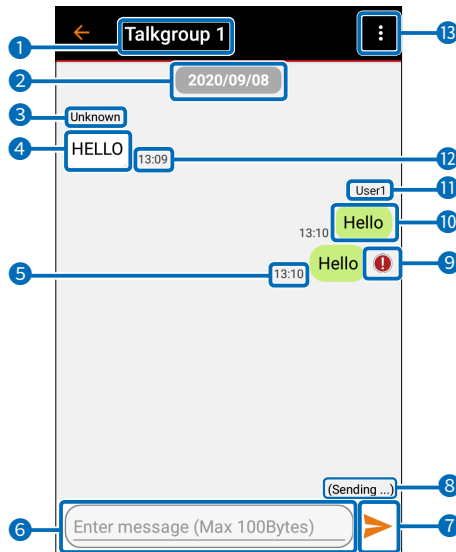 1 Talkgroup 1 13
2 2020/09/08
3 Unknown
4 HELLO 13:09 12
User1 11
13:10 Hello 10
5 13:10 Hello ! 9
(Sending ...) 8
6 Enter message (Max 100Bytes) 7